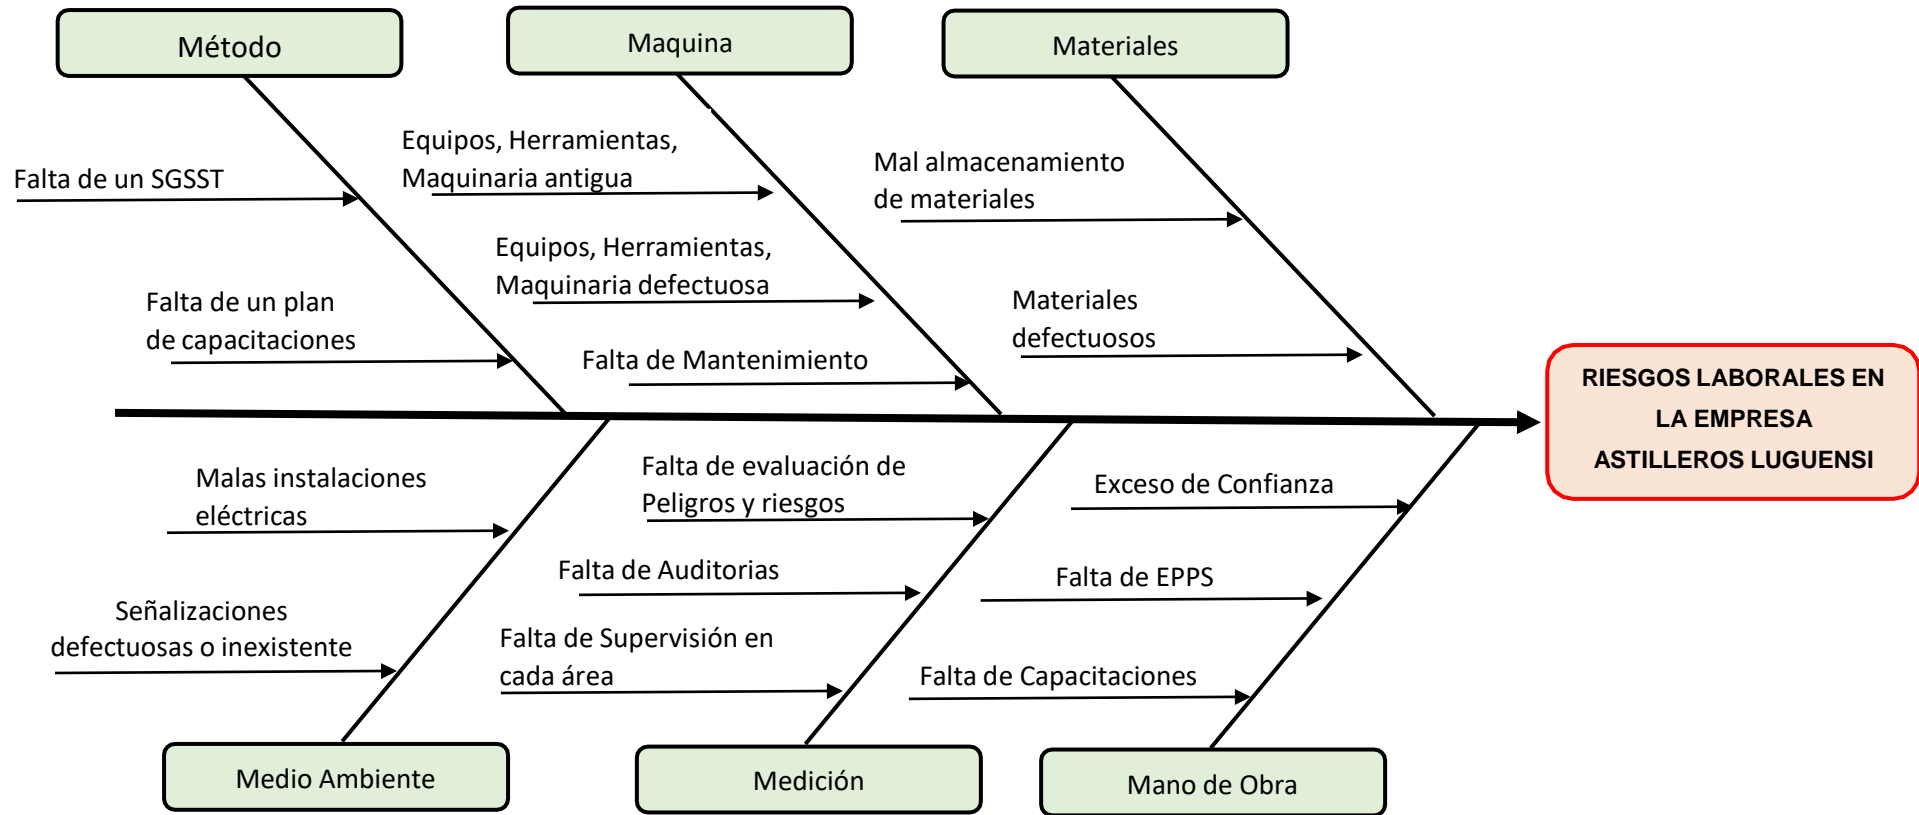 Método
Maquina
Materiales
Falta de un SGSST
Falta de un plan
de capacitaciones
Equipos, Herramientas,
Maquinaria antigua
Equipos, Herramientas,
Maquinaria defectuosa
Falta de Mantenimiento
Mal almacenamiento
de materiales
Materiales
defectuosos
RIESGOS LABORALES EN
LA EMPRESA
ASTILLEROS LUGUENSI
Malas instalaciones
eléctricas
Señalizaciones
defectuosas o inexistente
Falta de evaluación de
Peligros y riesgos
Falta de Auditorias
Falta de Supervisión en
cada área
Exceso de Confianza
Falta de EPPS
Falta de Capacitaciones
Medio Ambiente
Medición
Mano de Obra